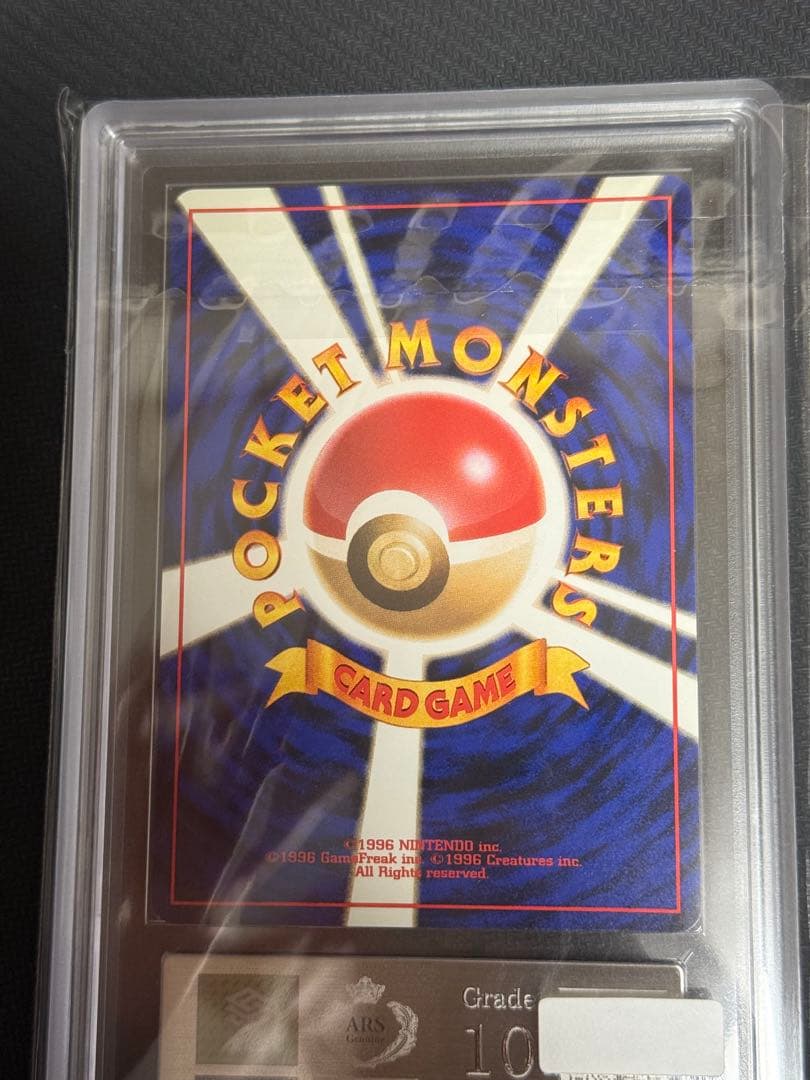 POCKET MONSTERS
CARD GAME
©1996 NINTENDO inc.
©1996 GameFreak inc. ©1996 Creatures inc.
All Rights reserved.
ARS
Genuine
Grade
10